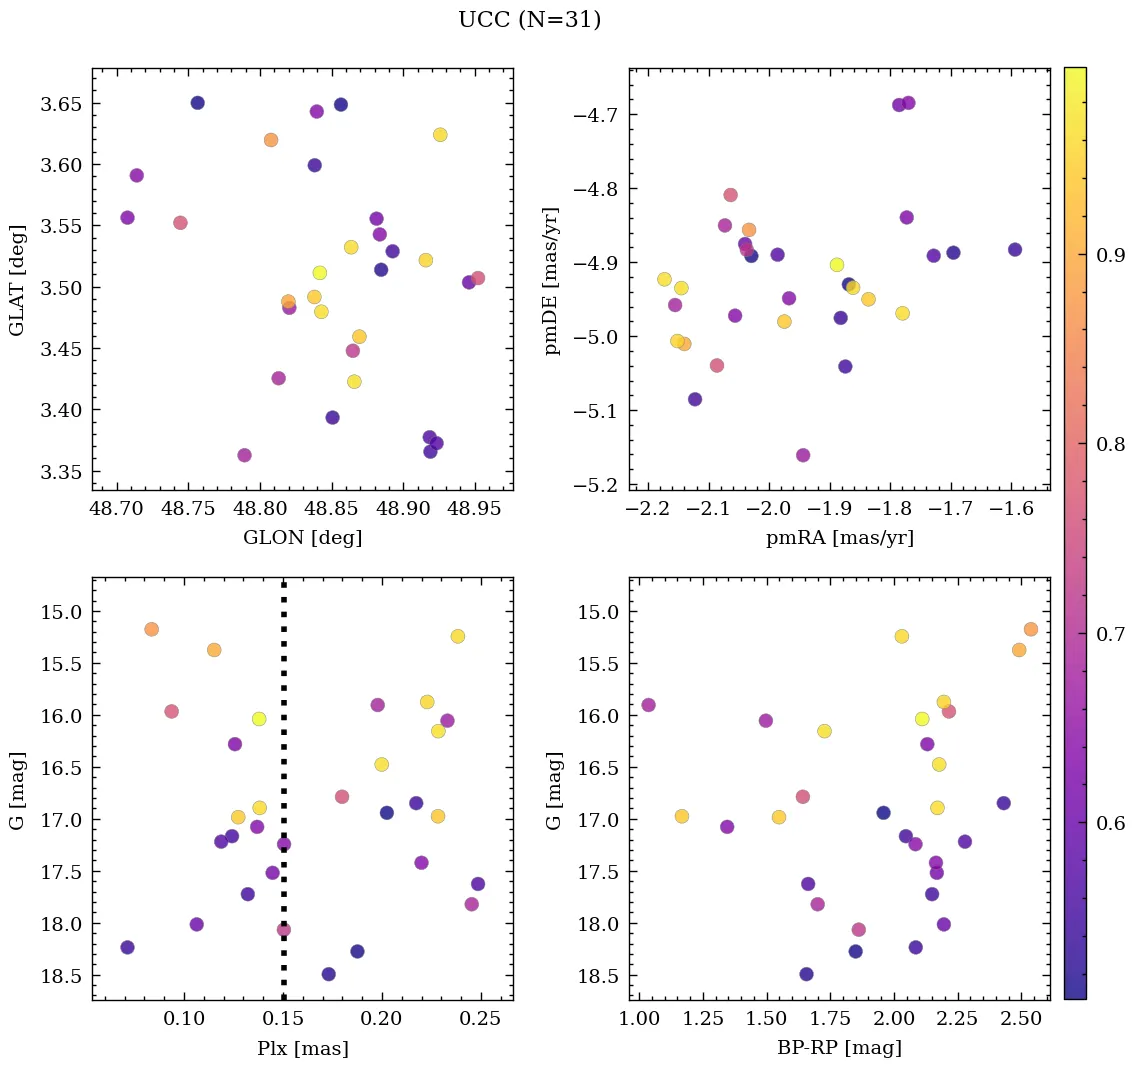 UCC (N=31)
3.65
3.60
3.55
3.50
3.45
3.40
3.35
GLAT [deg]
48.70 48.75 48.80 48.85 48.90 48.95
GLON [deg]
−4.7
−4.8
−4.9
−5.0
−5.1
−5.2
pmDE [mas/yr]
−2.2 −2.1 −2.0 −1.9 −1.8 −1.7 −1.6
pmRA [mas/yr]
15.0
15.5
16.0
16.5
17.0
17.5
18.0
18.5
G [mag]
0.10 0.15 0.20 0.25
Plx [mas]
15.0
15.5
16.0
16.5
17.0
17.5
18.0
18.5
G [mag]
1.00 1.25 1.50 1.75 2.00 2.25 2.50
BP-RP [mag]
0.9
0.8
0.7
0.6